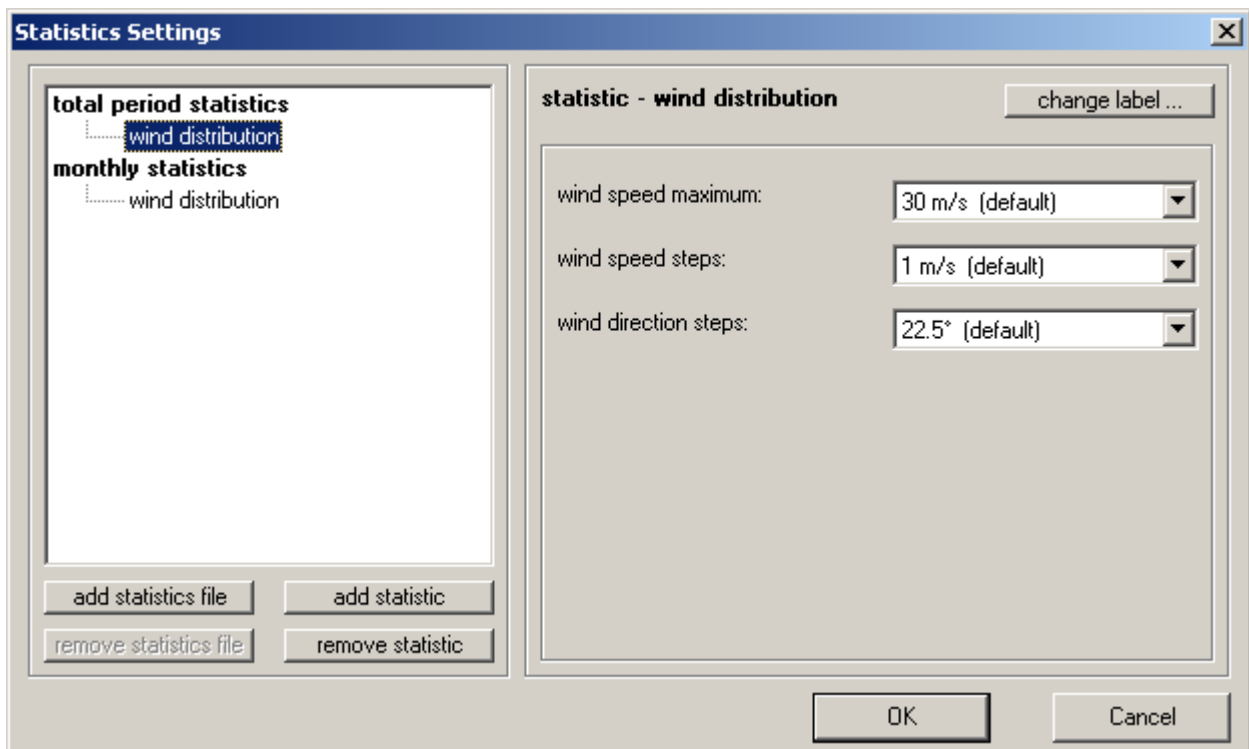 Statistics Settings
total period statistics
wind distribution
monthly statistics
wind distribution
add statistics file
add statistic
remove statistics file
remove statistic
statistic - wind distribution
change label ...
wind speed maximum:
30 m/s (default)
wind speed steps:
1 m/s (default)
wind direction steps:
22.5° (default)
OK
Cancel